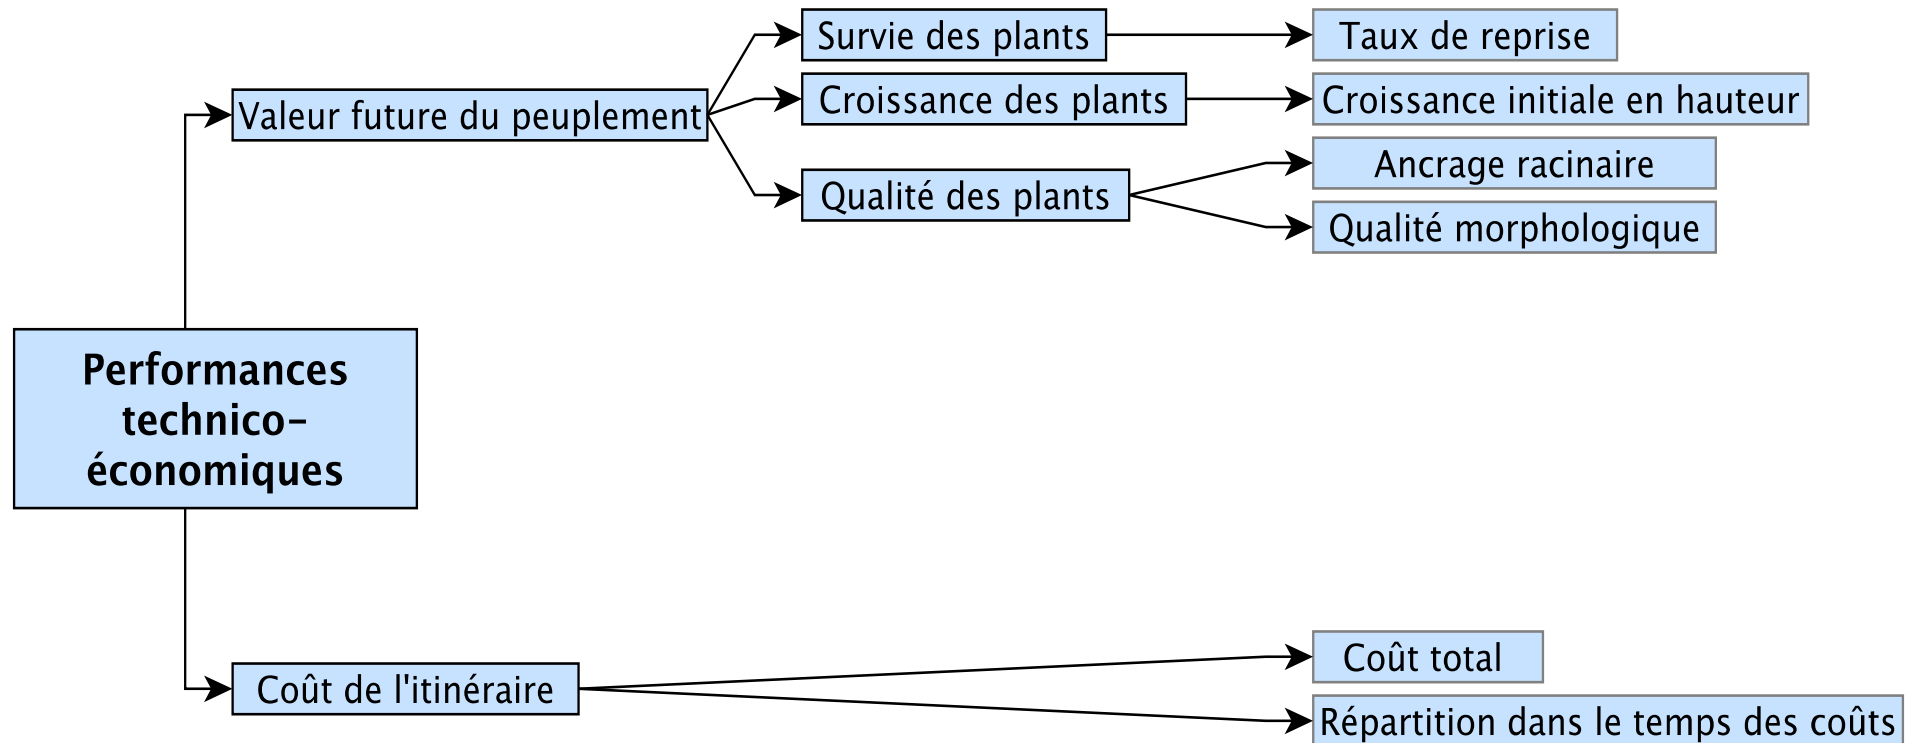 Survie des plants
Taux de reprise
Croissance des plants
Croissance initiale en hauteur
Valeur future du peuplement
Ancrage racinaire
Qualité des plants
Qualité morphologique
Performances
technico-
économiques
Coût total
Coût de l'itinéraire
Répartition dans le temps des coûts